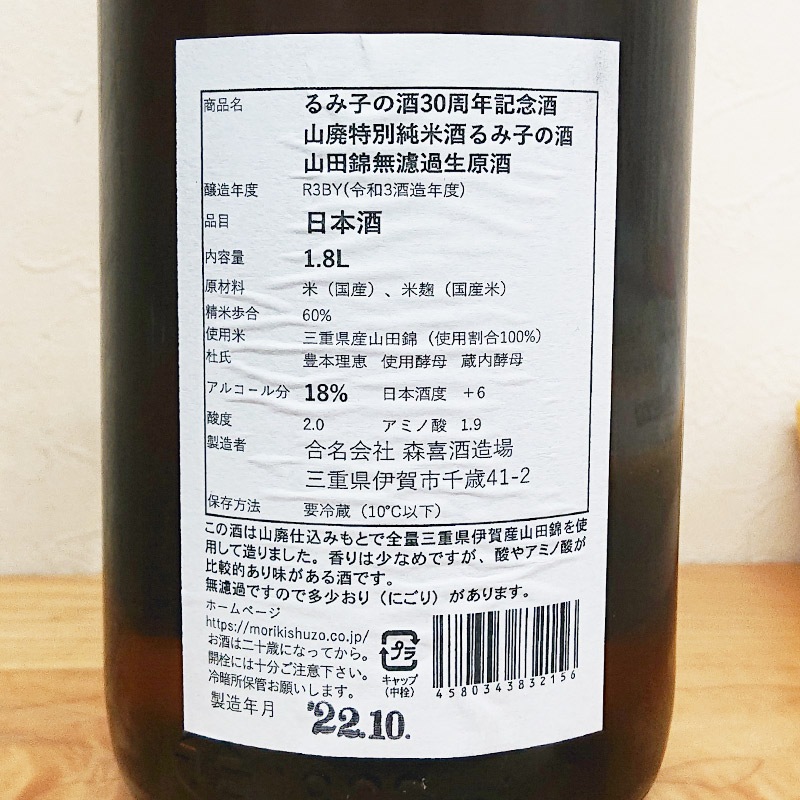 商品名 るみ子の酒30周年記念酒
山廃特別純米酒るみ子の酒
山田錦無濾過生原酒
醸造年度 R3BY(令和3酒造年度)
品目 日本酒
内容量 1.8L
原材料 米(国産)、米麹(国産米)
精米歩合 60%
使用米 三重県産山田錦(使用割合100%)
杜氏 豊本理恵 使用酵母 蔵内酵母
アルコール分 18% 日本酒度 +6
酸度 2.0 アミノ酸 1.9
製造者 合名会社 森喜酒造場
三重県伊賀市千歳41-2
保存方法 要冷蔵(10℃以下)
この酒は山廃仕込みもとで全量三重県伊賀産山田錦を使
用して造りました。香りは少なめですが、酸やアミノ酸が
比較的あり味がある酒です。
無濾過ですので多少おり(にごり)があります。
ホームページ
https://morikishuzo.co.jp/
お酒は二十歳になってから。
開栓には十分ご注意下さい。
冷暗所保管お願いします。
プラ
キャップ
(中栓)
4580343832156
製造年月 '22.10.